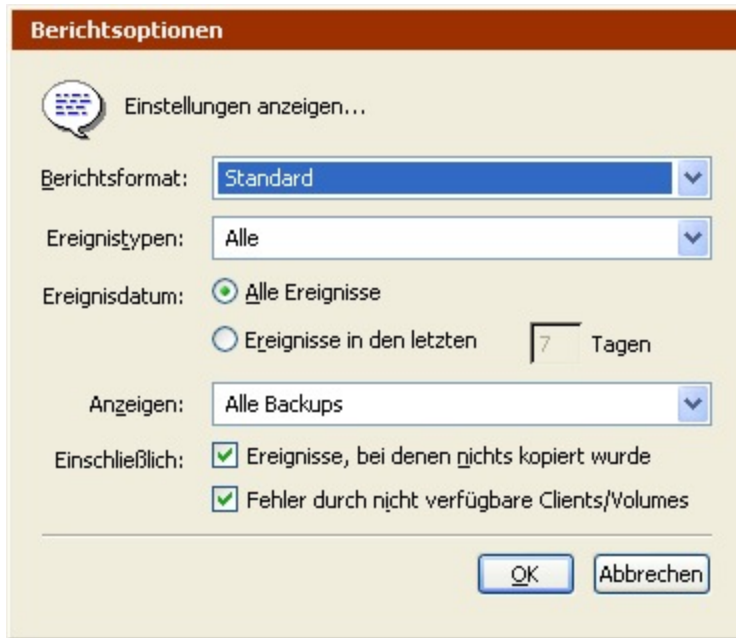 Berichtsoptionen
Einstellungen anzeigen...
Berichtsformat: Standard
Ereignistypen: Alle
Ereignisdatum: Alle Ereignisse
Ereignisse in den letzten 7 Tagen
Anzeigen: Alle Backups
Einschließlich: Ereignisse, bei denen nichts kopiert wurde
Fehler durch nicht verfügbare Clients/Volumes
OK Abbrechen